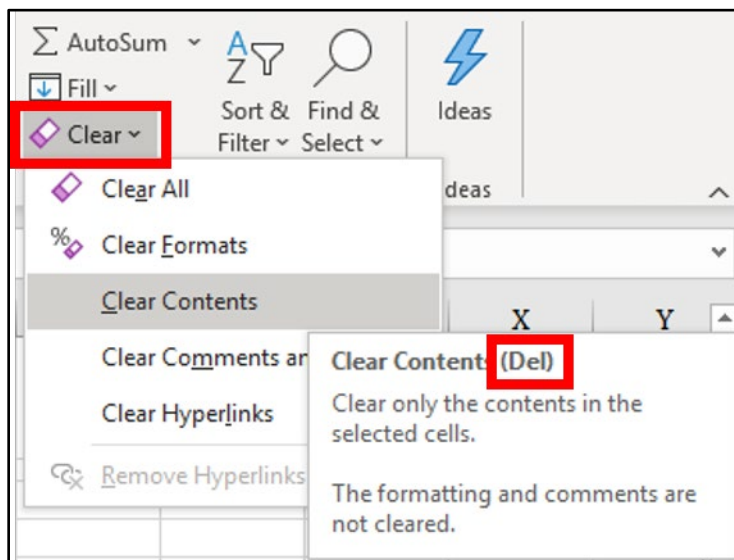 AutoSum
Fill
Clear
Sort &
Filter
Find &
Select
Ideas
deas
Clear All
Clear Formats
Clear Contents
Clear Comments an
Clear Hyperlinks
Remove Hyperlinks
X Y
Clear Contents (Del)
Clear only the contents in the
selected cells.
The formatting and comments are
not cleared.